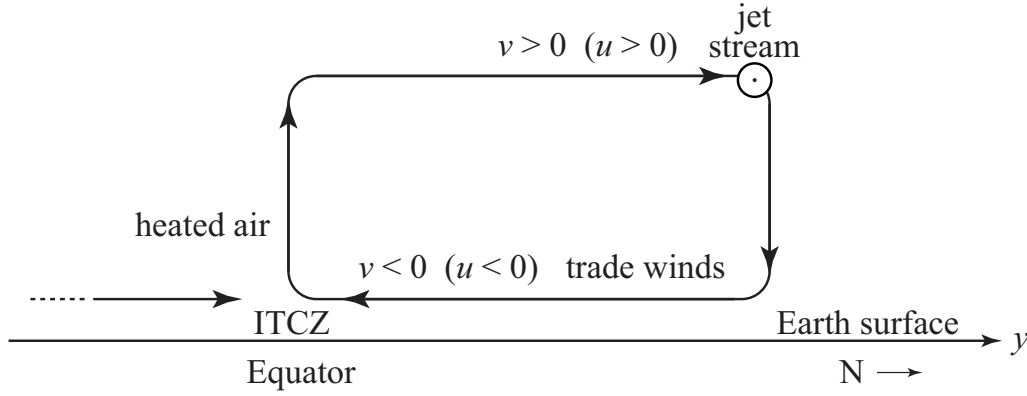 jet
stream
v > 0 (u > 0)
heated air
v < 0 (u < 0) trade winds
ITCZ
Earth surface
y
Equator
N